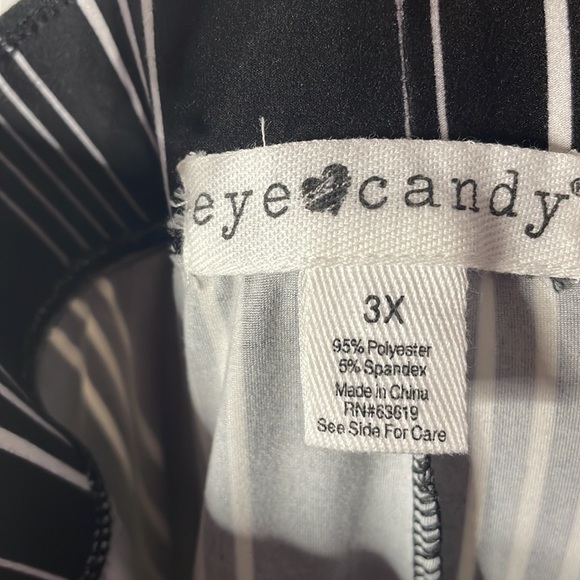 eye candy
3X
95% Polyester
5% Spandex
Made in China
RN#63619
See Side For Care